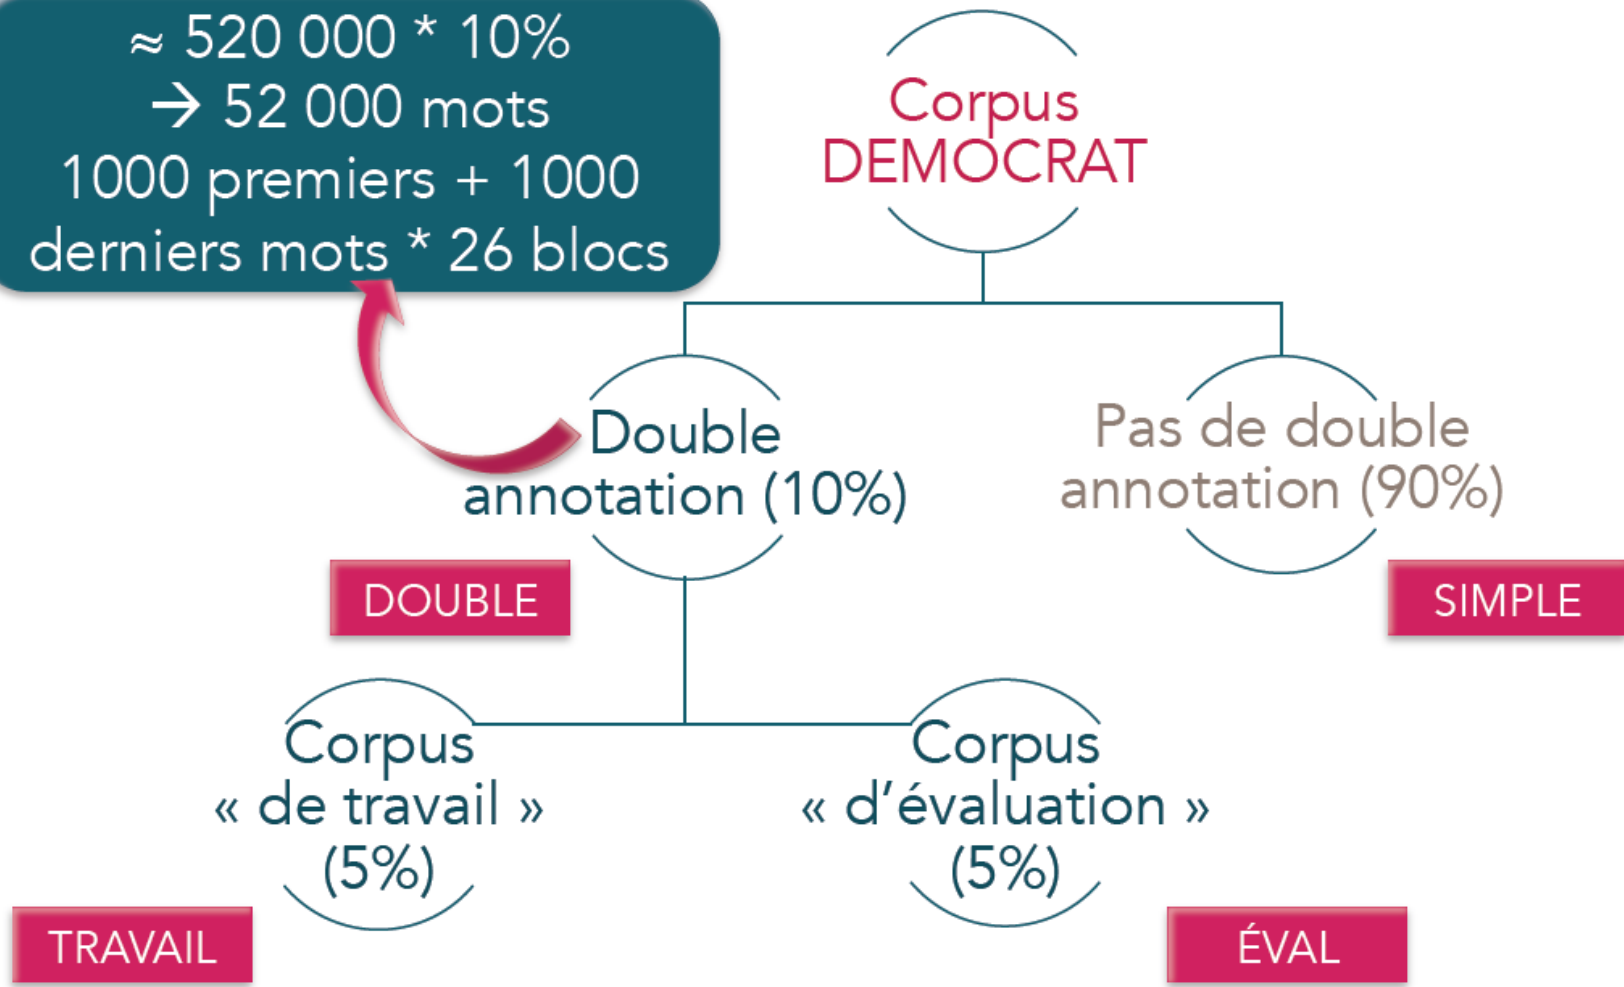 ≈ 520 000 * 10%
→ 52 000 mots
1000 premiers + 1000
derniers mots * 26 blocs
Corpus
DEMOCRAT
Double
annotation (10%)
Pas de double
annotation (90%)
DOUBLE
SIMPLE
Corpus
« de travail »
(5%)
Corpus
« d’évaluation »
(5%)
TRAVAIL
ÉVAL